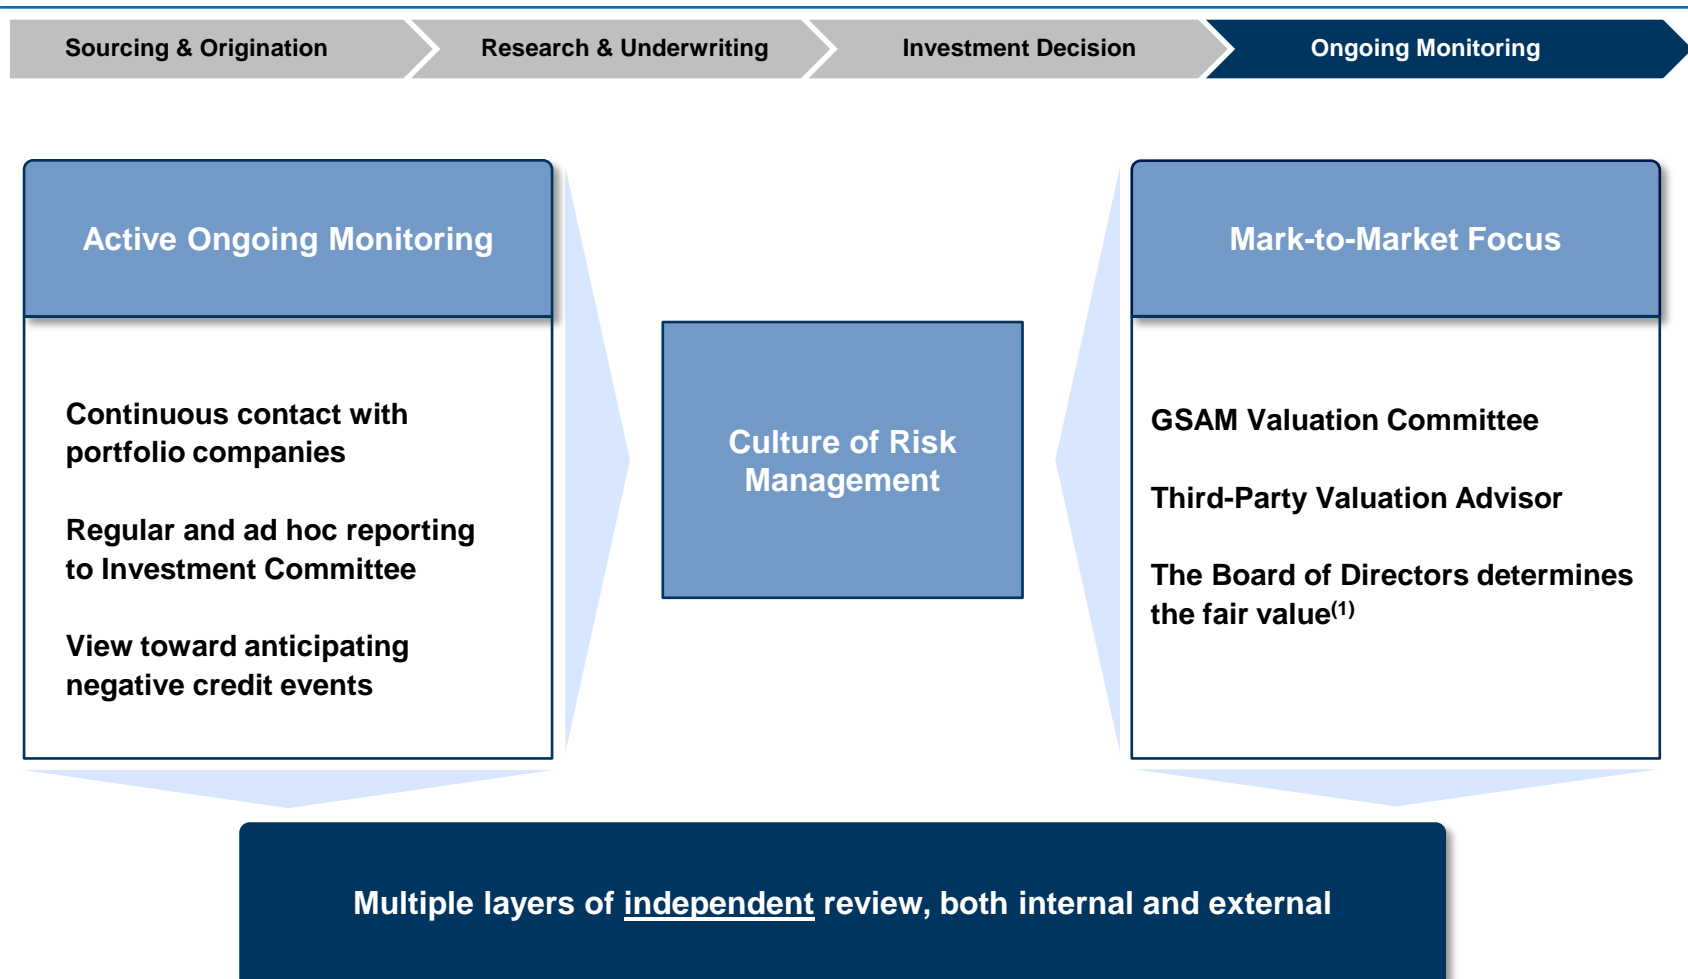 Sourcing & Origination
Research & Underwriting
Investment Decision
Ongoing Monitoring
Active Ongoing Monitoring
Continuous contact with
portfolio companies
Regular and ad hoc reporting
to Investment Committee
View toward anticipating
negative credit events
Culture of Risk
Management
Mark-to-Market Focus
GSAM Valuation Committee
Third-Party Valuation Advisor
The Board of Directors determines
the fair value(1)
Multiple layers of independent review, both internal and external